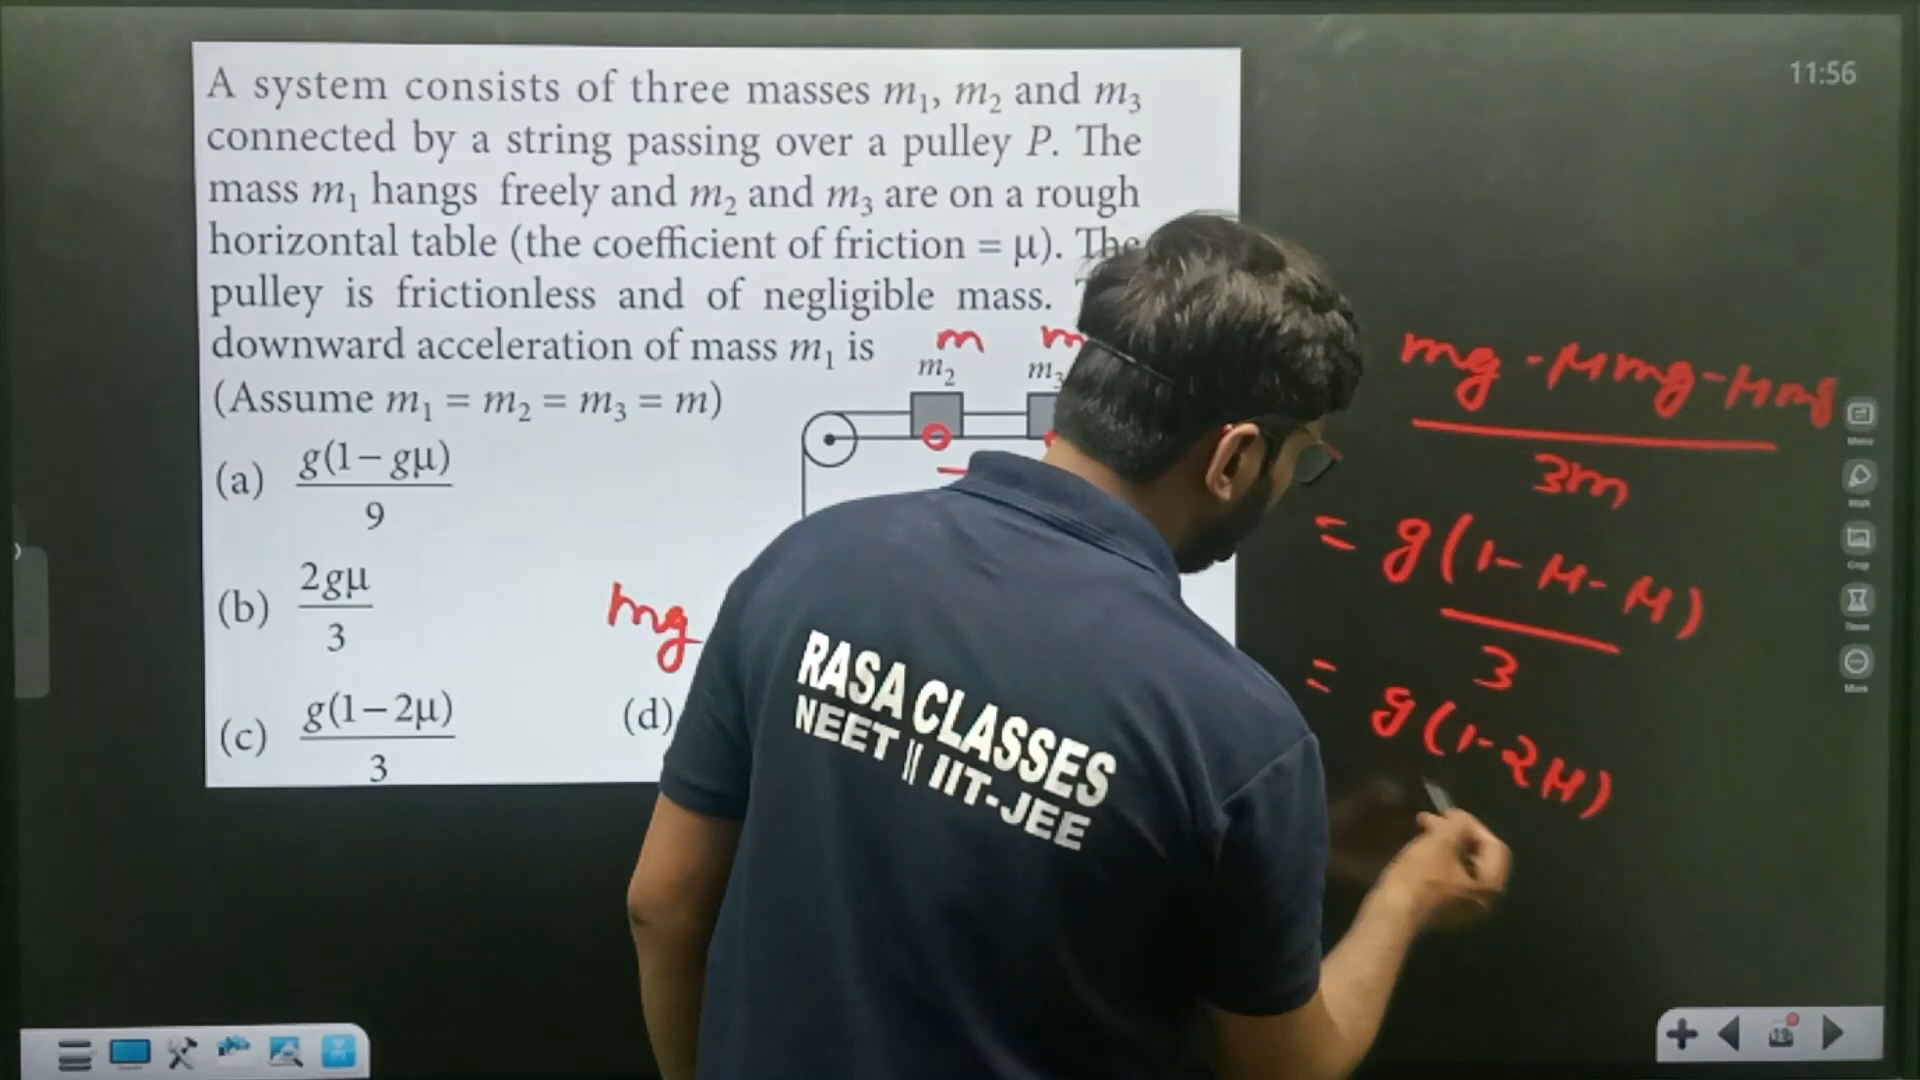 11:56
A system consists of three masses m₁, m₂ and m₃
connected by a string passing over a pulley P. The
mass m₁ hangs freely and m₂ and m₃ are on a rough
horizontal table (the coefficient of friction = μ). The
pulley is frictionless and of negligible mass.
downward acceleration of mass m₁ is
(Assume m₁ = m₂ = m₃ = m)
m m
m₂ m₃
(a) g(1–gμ)/9
(b) 2gμ/3
(c) g(1–2μ)/3
(d)
mg
mg - μmg - μmg
3m
= g(1-μ-μ)
3
= g(1-2μ)
RASA CLASSES
NEET || IIT-JEE